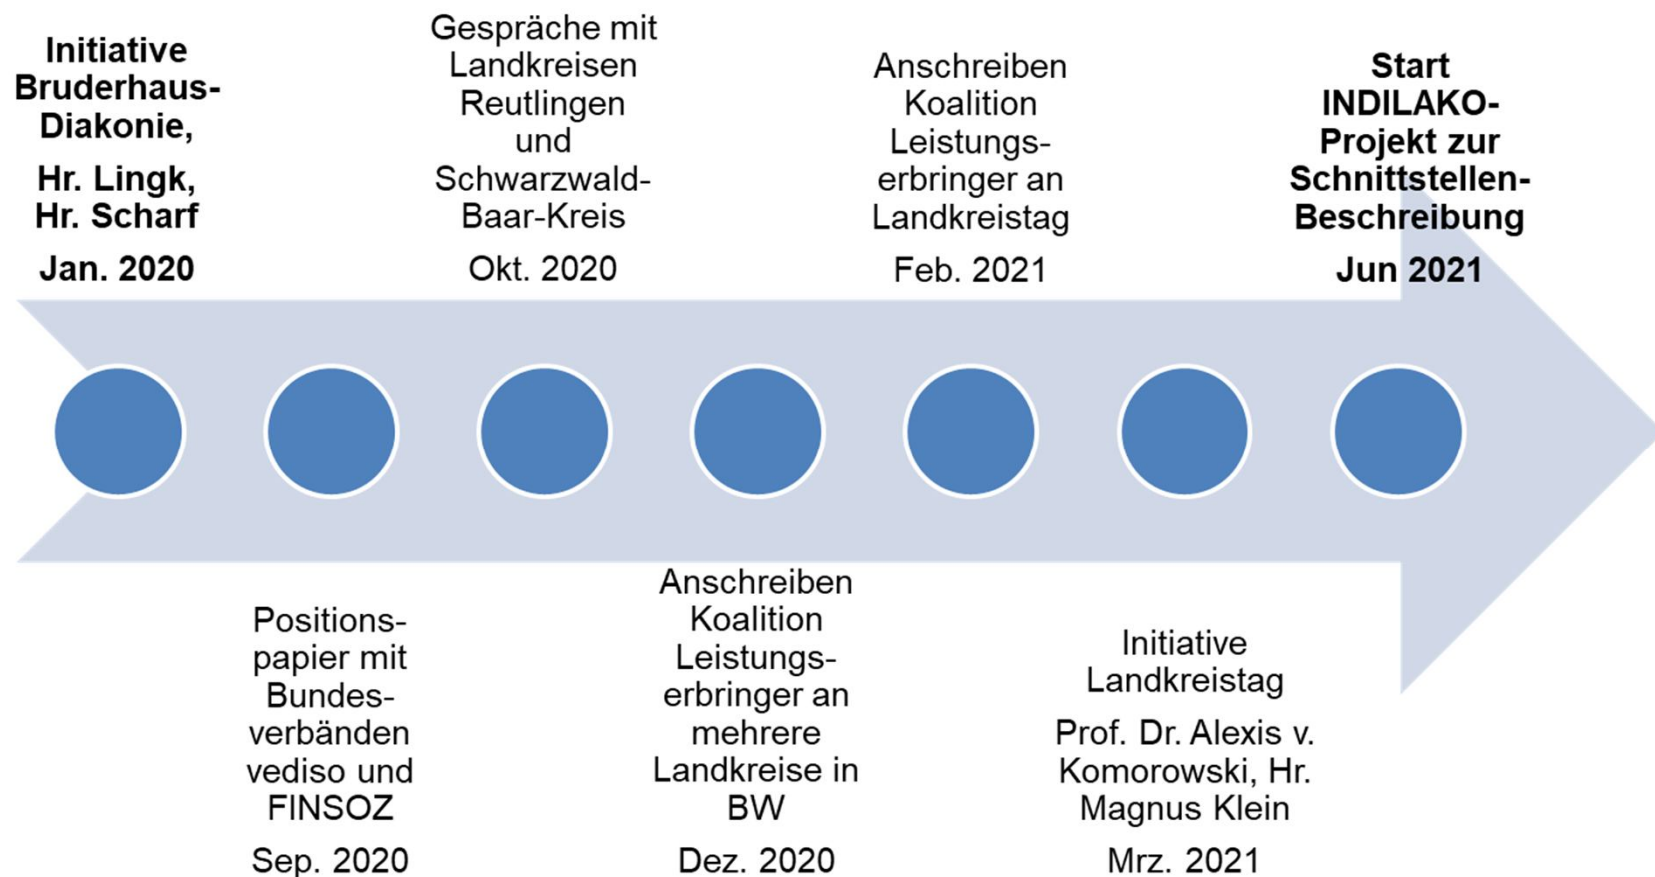 Initiative
Bruderhaus-
Diakonie,
Hr. Lingk,
Hr. Scharf
Jan. 2020
Positions-
papier mit
Bundes-
verbänden
vediso und
FINSOZ
Sep. 2020
Gespräche mit
Landkreisen
Reutlingen
und
Schwarzwald-
Baar-Kreis
Okt. 2020
Anschreiben
Koalition
Leistungs-
erbringer an
mehrere
Landkreise in
BW
Dez. 2020
Anschreiben
Koalition
Leistungs-
erbringer an
Landkreistag
Feb. 2021
Initiative
Landkreistag
Prof. Dr. Alexis v.
Komorowski, Hr.
Magnus Klein
Mrz. 2021
Start
INDILAKO-
Projekt zur
Schnittstellen-
Beschreibung
Jun 2021